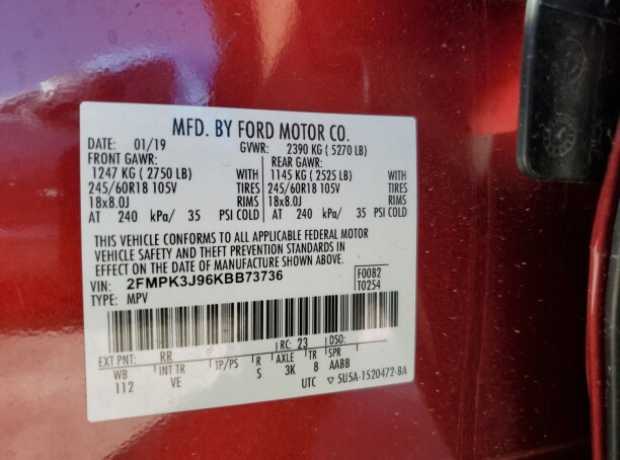 MFD. BY FORD MOTOR CO.
DATE: 01/19 GVWR: 2390 KG ( 5270 LB)
FRONT GAWR: REAR GAWR:
1247 KG ( 2750 LB) WITH 1145 KG ( 2525 LB) WITH
245/60R18 105V TIRES 245/60R18 105V TIRES
18x8.0J RIMS 18x8.0J RIMS
AT 240 kPa/ 35 PSI COLD AT 240 kPa/ 35 PSI COLD
THIS VEHICLE CONFORMS TO ALL APPLICABLE FEDERAL MOTOR
VEHICLE SAFETY AND THEFT PREVENTION STANDARDS IN
EFFECT ON THE DATE OF MANUFACTURE SHOWN ABOVE.
VIN: 2FMPK3J96KBB73736 F0082
TYPE: MPV T0254
EXT PNT: RR RC: 23 DSO:
WB INT TR TP/PS R AXLE TR SPR
112 VE S 3K 8 AABB
UTC ▽ 5U5A-1520472-BA